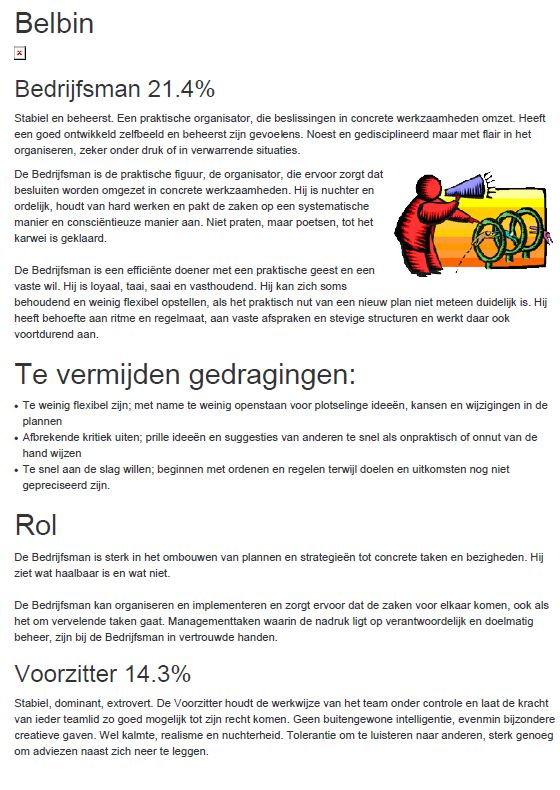 Belbin
Bedrijfsman 21.4%
Stabiel en beheerst. Een praktische organisator, die beslissingen in concrete werkzaamheden omzet. Heeft
een goed ontwikkeld zelfbeeld en beheerst zijn gevoelens. Noest en gedisciplineerd maar met flair in het
organiseren, zeker onder druk of in verwarrende situaties.
De Bedrijfsman is de praktische figuur, de organisator, die ervoor zorgt dat
besluiten worden omgezet in concrete werkzaamheden. Hij is nuchter en
ordelijk, houdt van hard werken en pakt de zaken op een systematische
manier en consciëntieuze manier aan. Niet praten, maar poetsen, tot het
karwei is geklaard.
De Bedrijfsman is een efficiënte doener met een praktische geest en een
vaste wil. Hij is loyaal, taai, saai en vasthoudend. Hij kan zich soms
behoudend en weinig flexibel opstellen, als het praktisch nut van een nieuw plan niet meteen duidelijk is. Hij
heeft behoefte aan ritme en regelmaat, aan vaste afspraken en stevige structuren en werkt daar ook
voortdurend aan.
Te vermijden gedragingen:
• Te weinig flexibel zijn; met name te weinig openstaan voor plotselinge ideeën, kansen en wijzigingen in de
plannen
• Afbrekende kritiek uiten; prille ideeën en suggesties van anderen te snel als onpraktisch of onnut van de
hand wijzen
• Te snel aan de slag willen; beginnen met ordenen en regelen terwijl doelen en uitkomsten nog niet
gepreciseerd zijn.
Rol
De Bedrijfsman is sterk in het ombouwen van plannen en strategieën tot concrete taken en bezigheden. Hij
ziet wat haalbaar is en wat niet.
De Bedrijfsman kan organiseren en implementeren en zorgt ervoor dat de zaken voor elkaar komen, ook als
het om vervelende taken gaat. Managementtaken waarin de nadruk ligt op verantwoordelijk en doelmatig
beheer, zijn bij de Bedrijfsman in vertrouwde handen.
Voorzitter 14.3%
Stabiel, dominant, extrovert. De Voorzitter houdt de werkwijze van het team onder controle en laat de kracht
van ieder teamlid zo goed mogelijk tot zijn recht komen. Geen buitengewone intelligentie, evenmin bijzondere
creatieve gaven. Wel kalmte, realisme en nuchterheid. Tolerantie om te luisteren naar anderen, sterk genoeg
om adviezen naast zich neer te leggen.